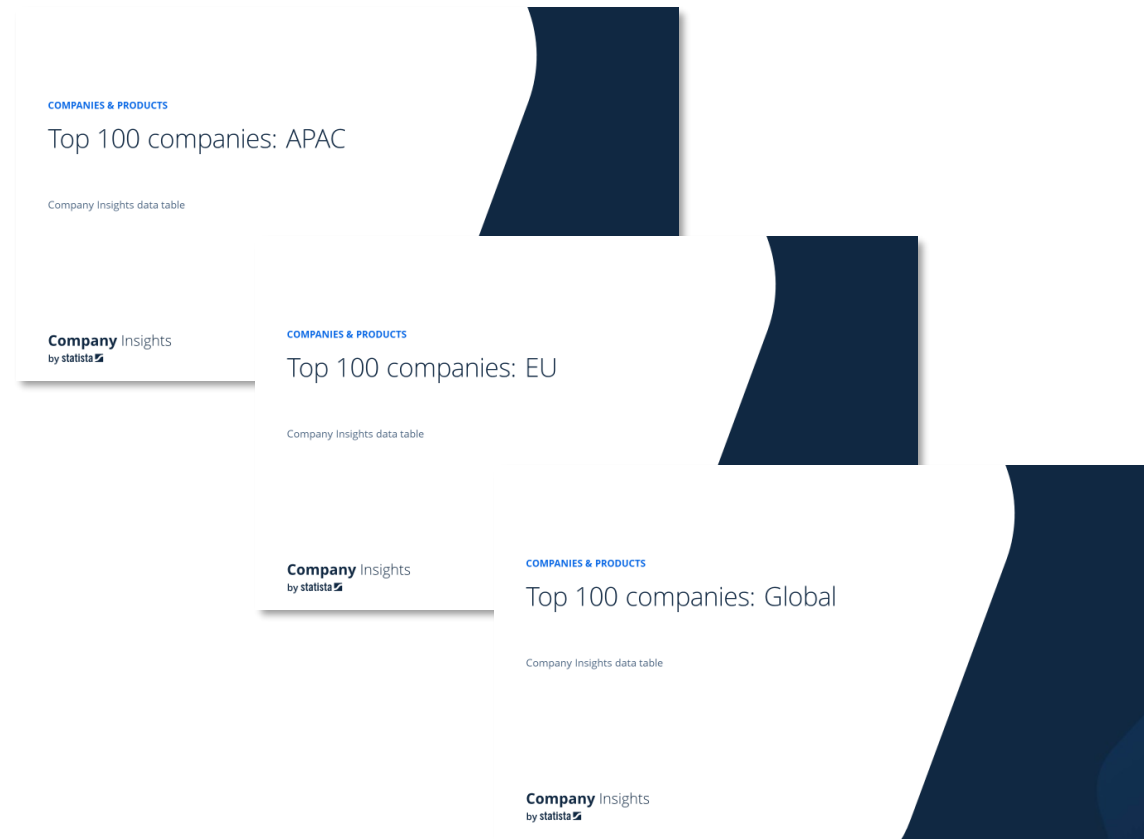 COMPANIES & PRODUCTS
Top 100 companies: APAC
Company Insights data table
Company Insights
by statista
COMPANIES & PRODUCTS
Top 100 companies: EU
Company Insights data table
Company Insights
by statista
COMPANIES & PRODUCTS
Top 100 companies: Global
Company Insights data table
Company Insights
by statista